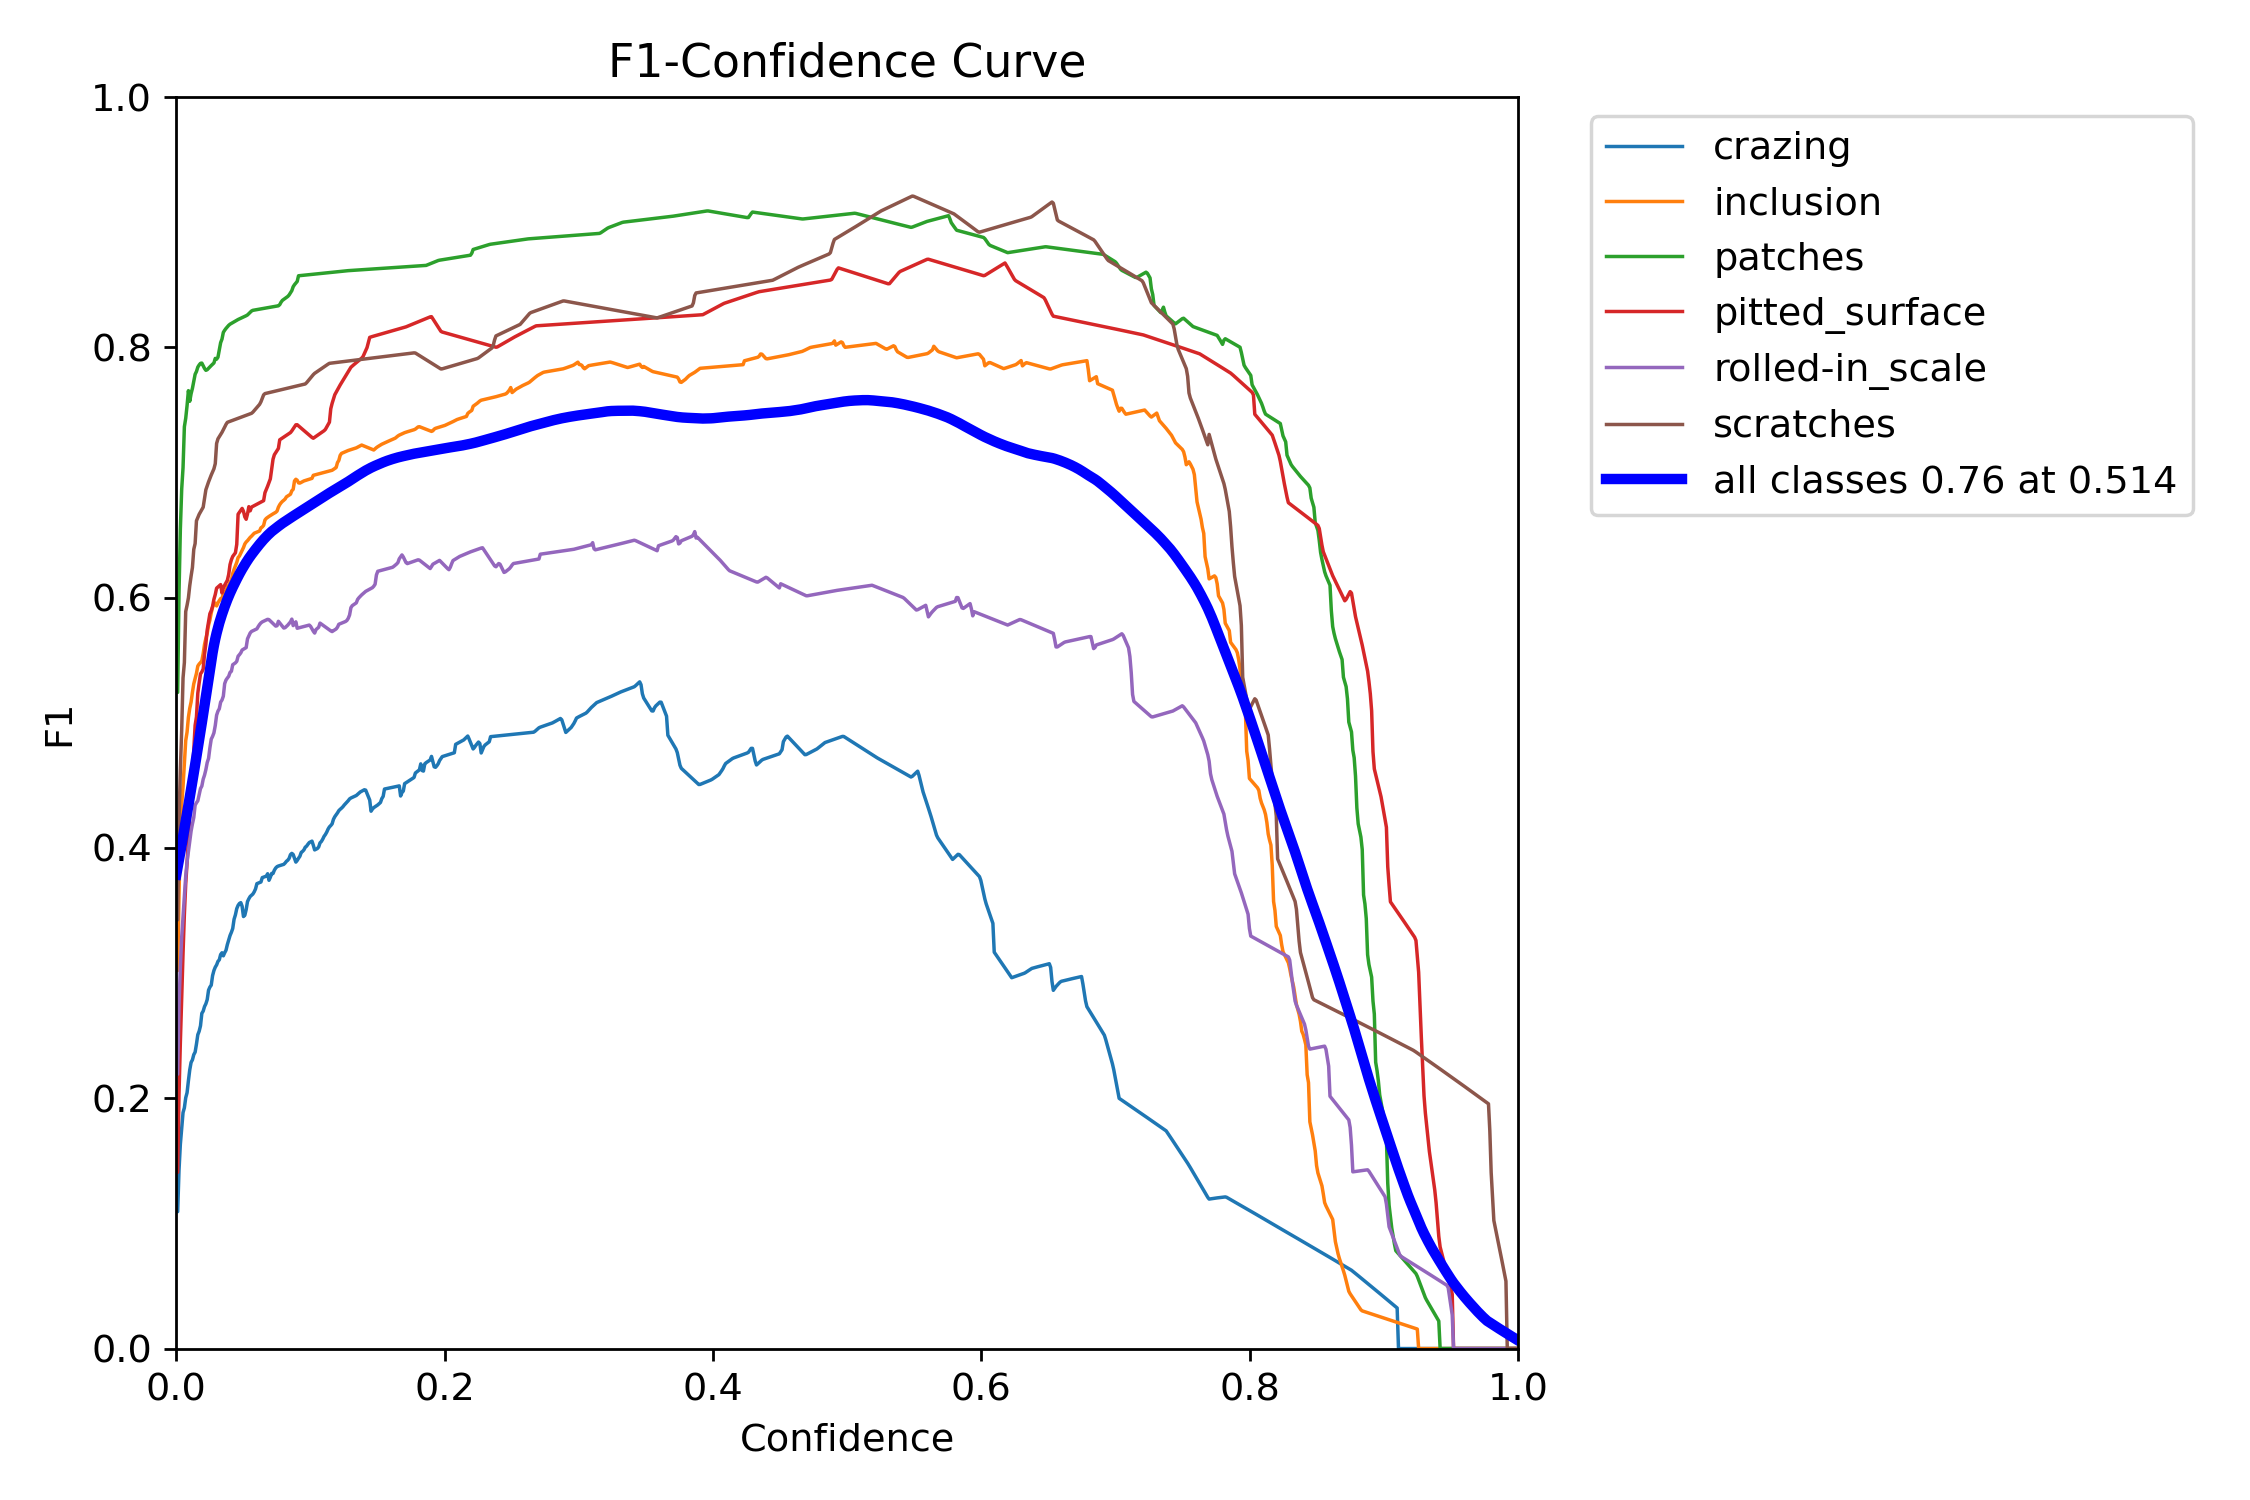 F1-Confidence Curve
1.0
0.8
0.6
0.4
0.2
0.0
F1
0.0 0.2 0.4 0.6 0.8 1.0
Confidence
crazing
inclusion
patches
pitted_surface
rolled-in_scale
scratches
all classes 0.76 at 0.514